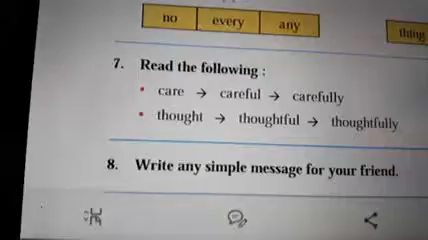 no every any
thing
7. Read the following :
• care → careful → carefully
• thought → thoughtful → thoughtfully
8. Write any simple message for your friend.